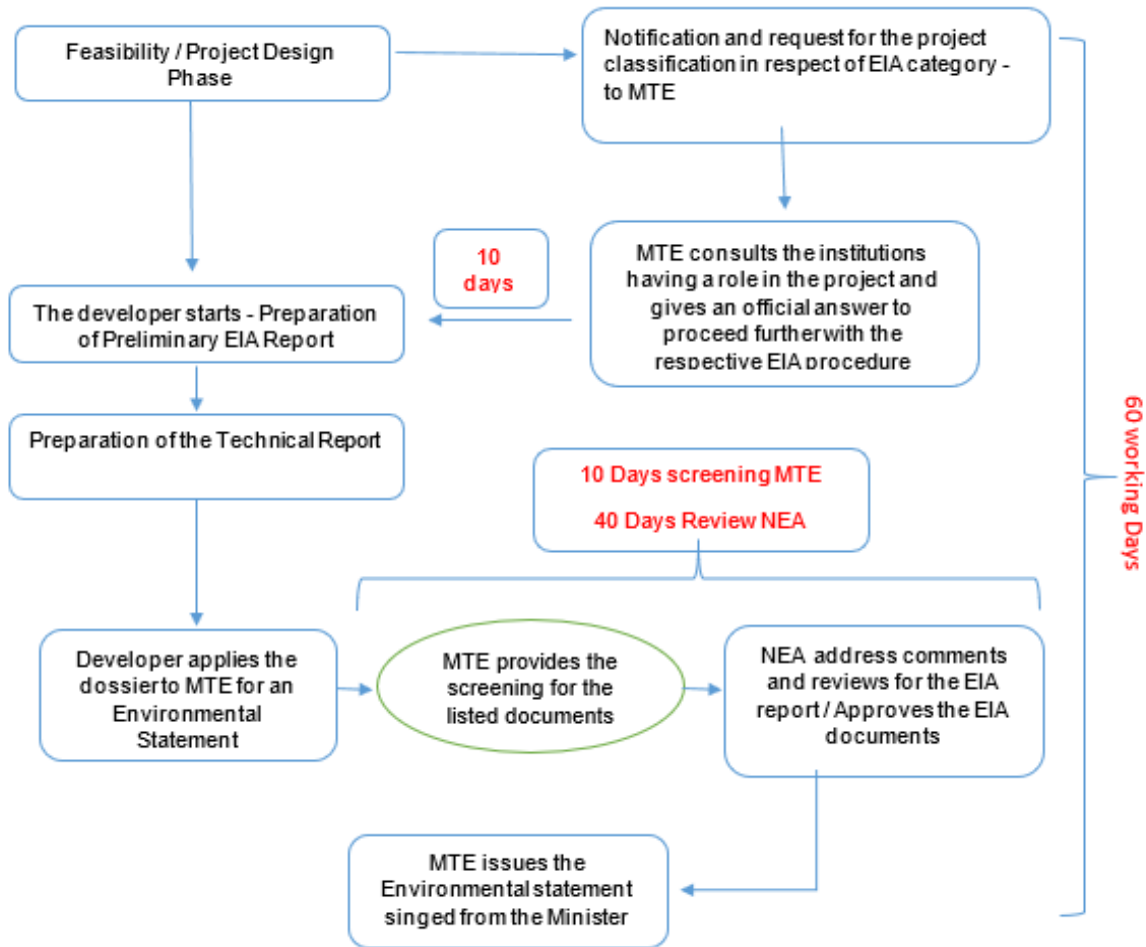 Feasibility / Project Design
Phase
Notification and request for the project
classification in respect of EIA category -
to MTE
MTE consults the institutions
having a role in the project and
gives an official answer to
proceed further with the
respective EIA procedure
10
days
The developer starts - Preparation
of Preliminary EIA Report
Preparation of the Technical Report
10 Days screening MTE
40 Days Review NEA
60 working Days
Developer applies the
dossier to MTE for an
Environmental
Statement
MTE provides the
screening for the
listed documents
NEA address comments
and reviews for the EIA
report / Approves the EIA
documents
MTE issues the
Environmental statement
singed from the Minister